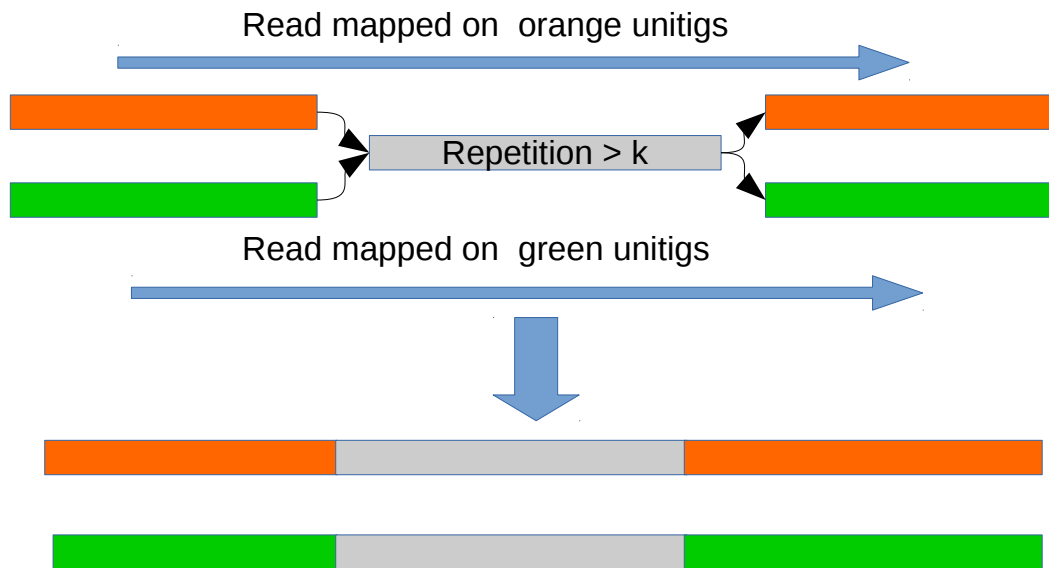 Read mapped on  orange unitigs
Repetition > k
Read mapped on  green unitigs